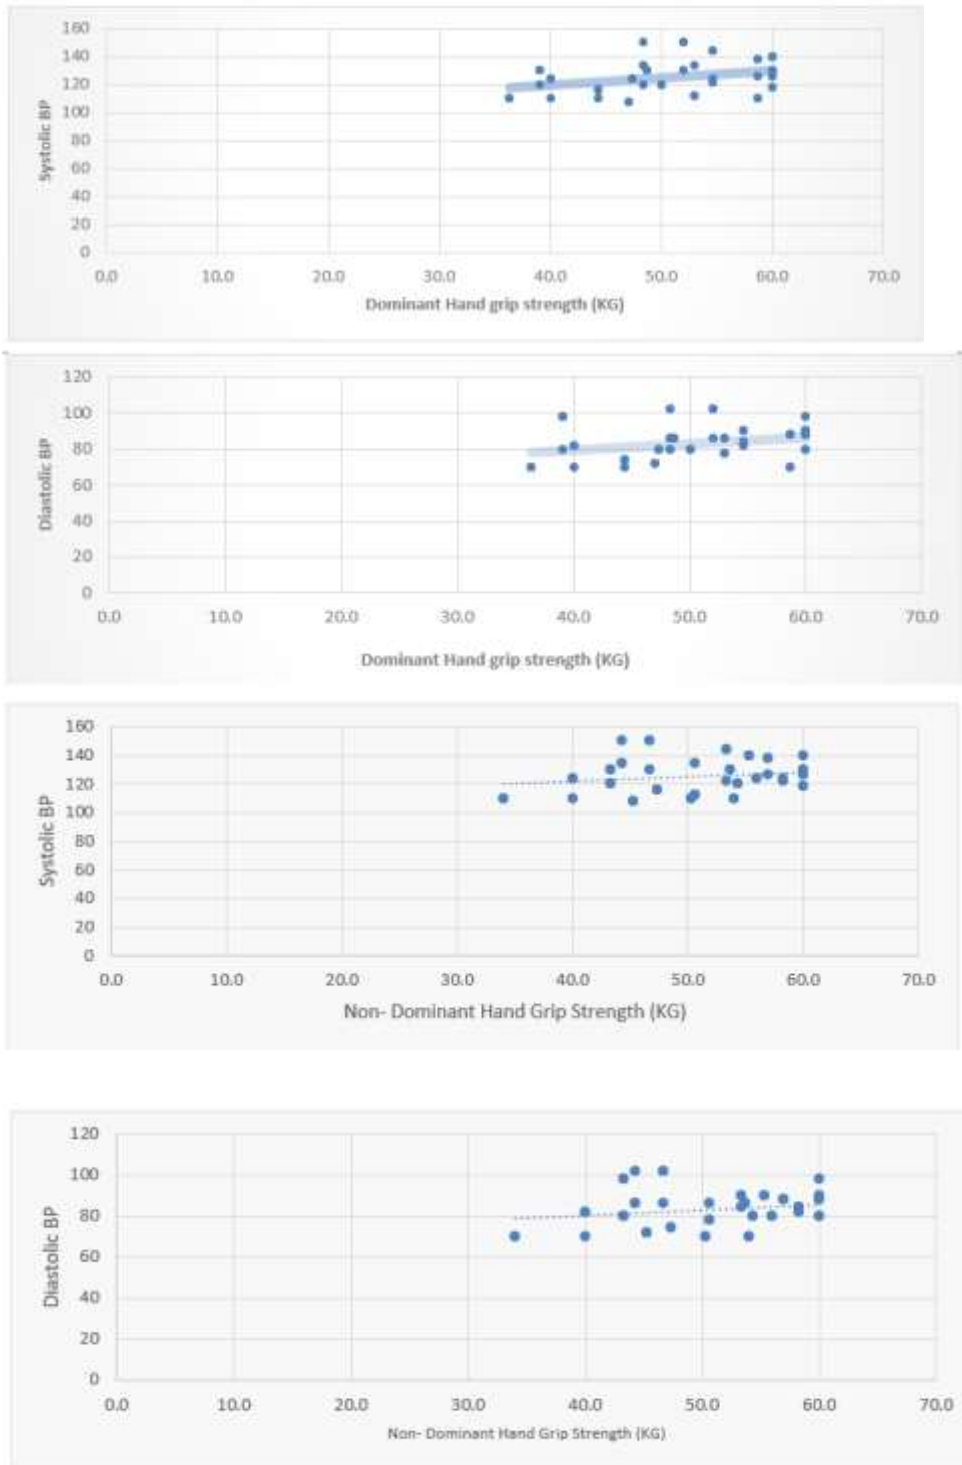 160
140
120
100
80
60
40
20
0
Systolic BP
0.0 10.0 20.0 30.0 40.0 50.0 60.0 70.0
Dominant Hand grip strength (KG)
120
100
80
60
40
20
0
Diastolic BP
0.0 10.0 20.0 30.0 40.0 50.0 60.0 70.0
Dominant Hand grip strength (KG)
160
140
120
100
80
60
40
20
0
Systolic BP
0.0 10.0 20.0 30.0 40.0 50.0 60.0 70.0
Non- Dominant Hand Grip Strength (KG)
120
100
80
60
40
20
0
Diastolic BP
0.0 10.0 20.0 30.0 40.0 50.0 60.0 70.0
Non- Dominant Hand Grip Strength (KG)